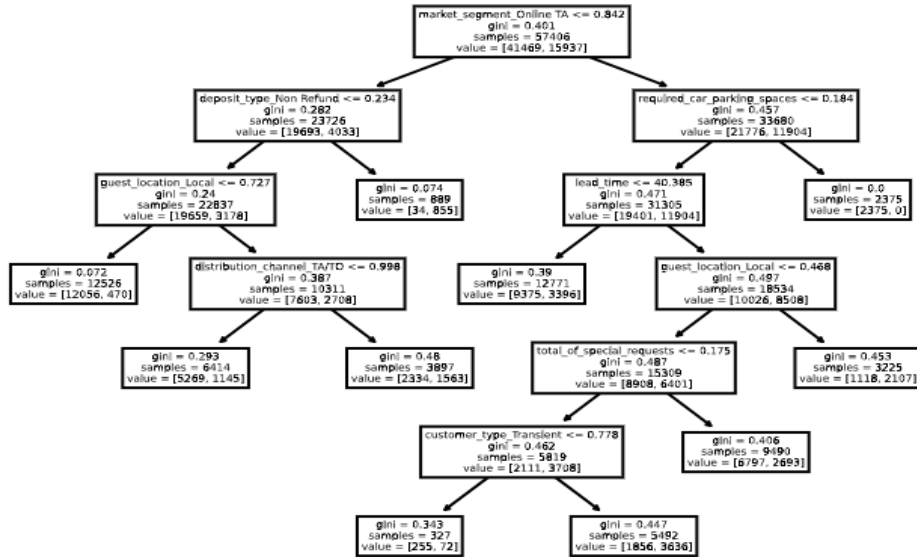 market_segment_Online TA <= 0.842
gini = 0.401
samples = 57406
value = [41469, 15937]
deposit_type_Non Refund <= 0.234
gini = 0.282
samples = 23726
value = [19693, 4033]
required_car_parking_spaces <= 0.184
gini = 0.457
samples = 33680
value = [21776, 11904]
guest_location_Local <= 0.727
gini = 0.24
samples = 22837
value = [19659, 3178]
gini = 0.074
samples = 889
value = [34, 855]
lead_time <= 40.385
gini = 0.471
samples = 31305
value = [19401, 11904]
gini = 0.0
samples = 2375
value = [2375, 0]
gini = 0.072
samples = 12526
value = [12056, 470]
distribution_channel_TA/TO <= 0.998
gini = 0.387
samples = 10311
value = [7603, 2708]
gini = 0.39
samples = 12771
value = [9375, 3396]
guest_location_Local <= 0.468
gini = 0.497
samples = 18534
value = [10026, 8508]
gini = 0.293
samples = 6414
value = [5269, 1145]
gini = 0.48
samples = 3897
value = [2334, 1563]
total_of_special_requests <= 0.175
gini = 0.487
samples = 15309
value = [8908, 6401]
gini = 0.453
samples = 3225
value = [1118, 2107]
customer_type_Transient <= 0.778
gini = 0.462
samples = 5819
value = [2111, 3708]
gini = 0.406
samples = 9490
value = [6797, 2693]
gini = 0.343
samples = 327
value = [255, 72]
gini = 0.447
samples = 5492
value = [1856, 3636]